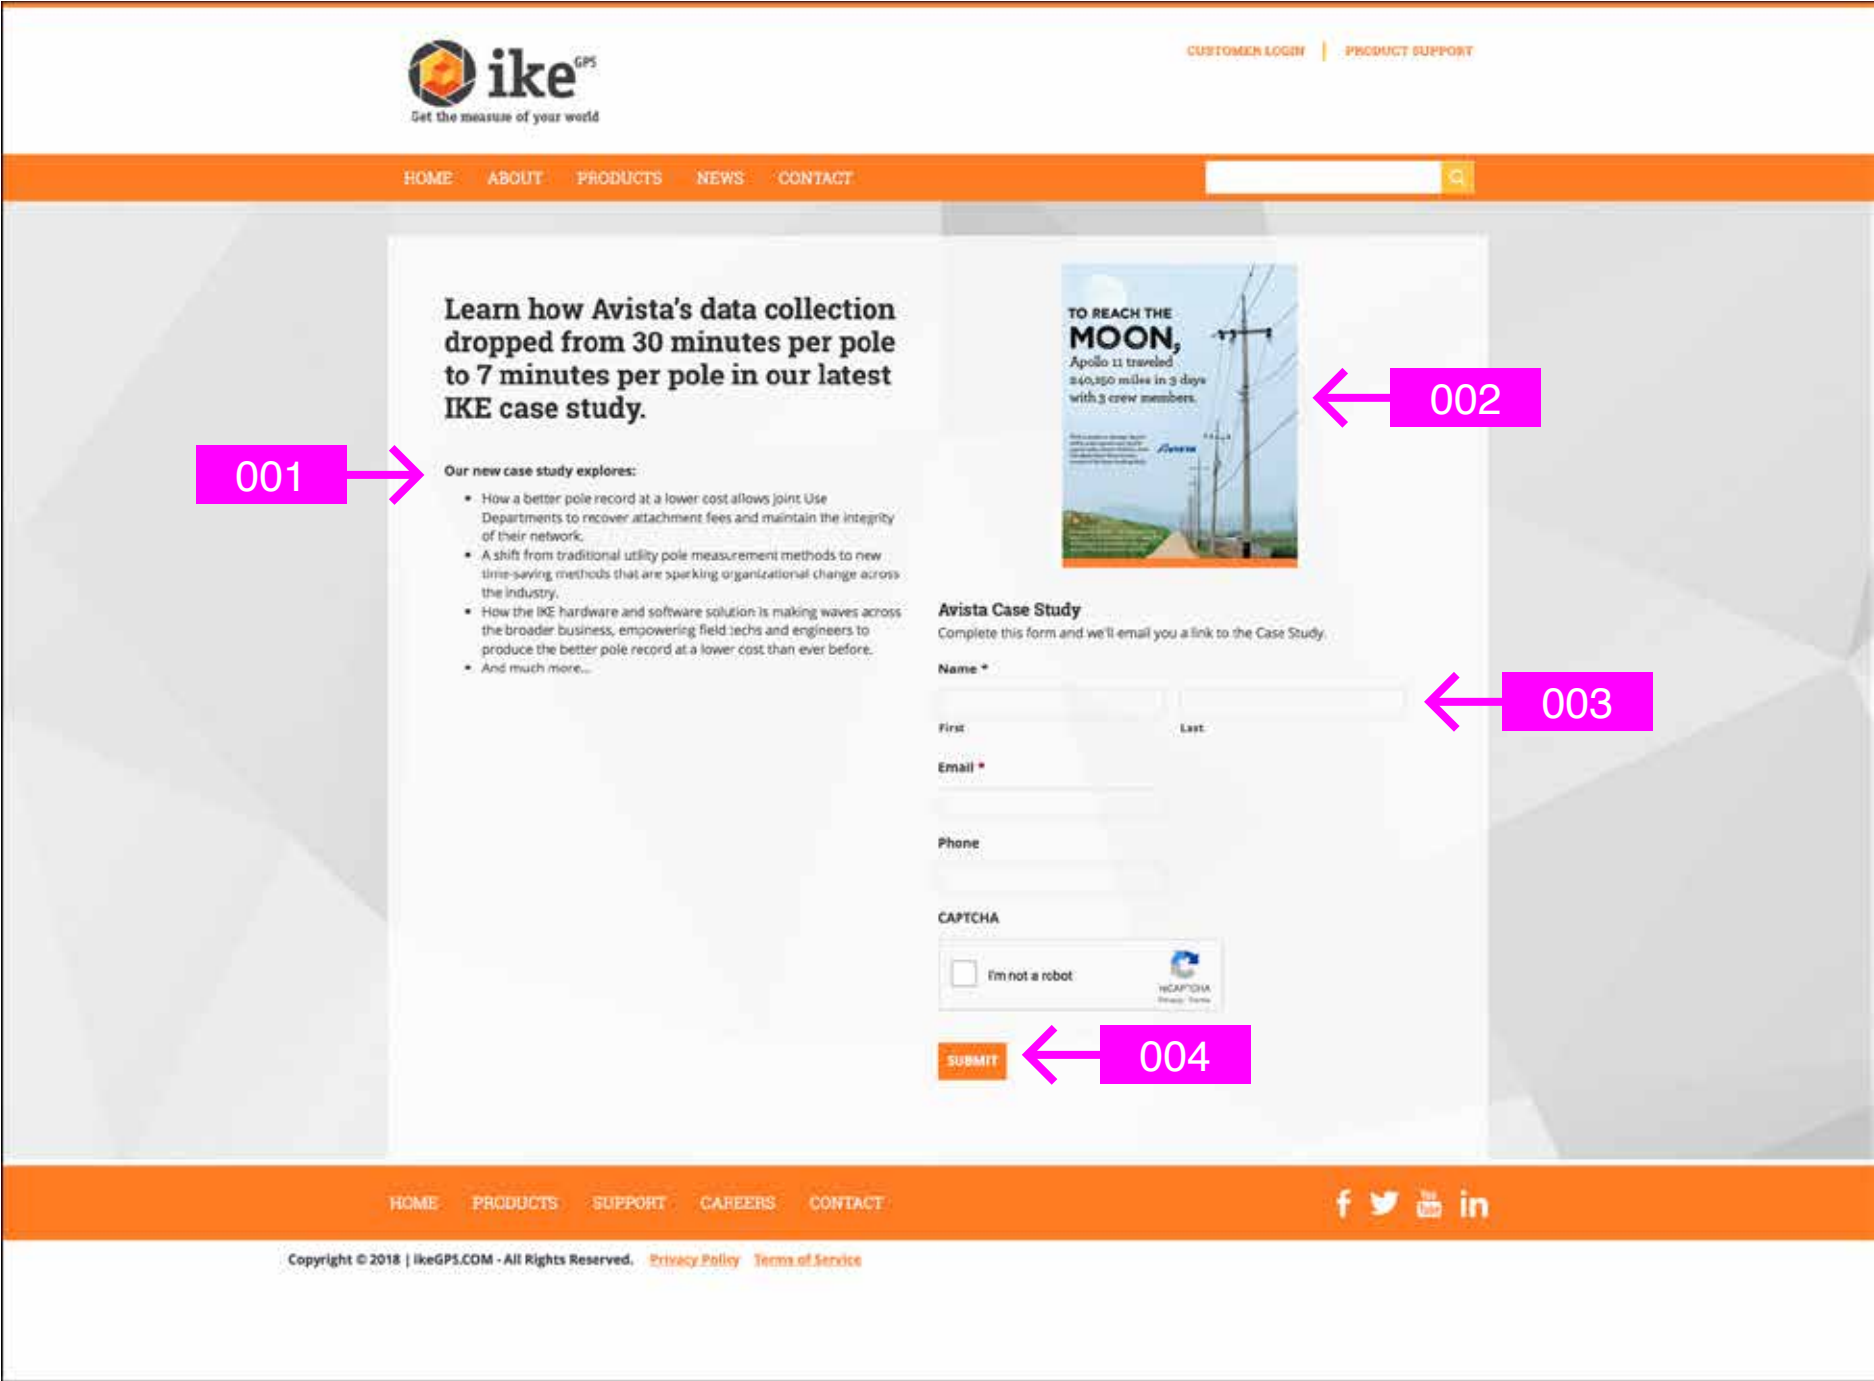 ike GPS
Get the measure of your world
CUSTOMER LOGIN | PRODUCT SUPPORT
HOME ABOUT PRODUCTS NEWS CONTACT
Learn how Avista's data collection
dropped from 30 minutes per pole
to 7 minutes per pole in our latest
IKE case study.
001
Our new case study explores:
• How a better pole record at a lower cost allows Joint Use
Departments to recover attachment fees and maintain the integrity
of their network.
• A shift from traditional utility pole measurement methods to new
time-saving methods that are sparking organizational change across
the industry.
• How the IKE hardware and software solution is making waves across
the broader business, empowering field techs and engineers to
produce the better pole record at a lower cost than ever before.
• And much more...
TO REACH THE
MOON,
Apollo 11 traveled
240,250 miles in 3 days
with 3 crew members.
Avista
002
Avista Case Study
Complete this form and we'll email you a link to the Case Study.
Name *
003
First Last
Email *
Phone
CAPTCHA
I'm not a robot
reCAPTCHA
Privacy - Terms
SUBMIT
004
HOME PRODUCTS SUPPORT CAREERS CONTACT
f You Tube in
Copyright © 2018 | ikeGPS.COM - All Rights Reserved. Privacy Policy Terms of Service